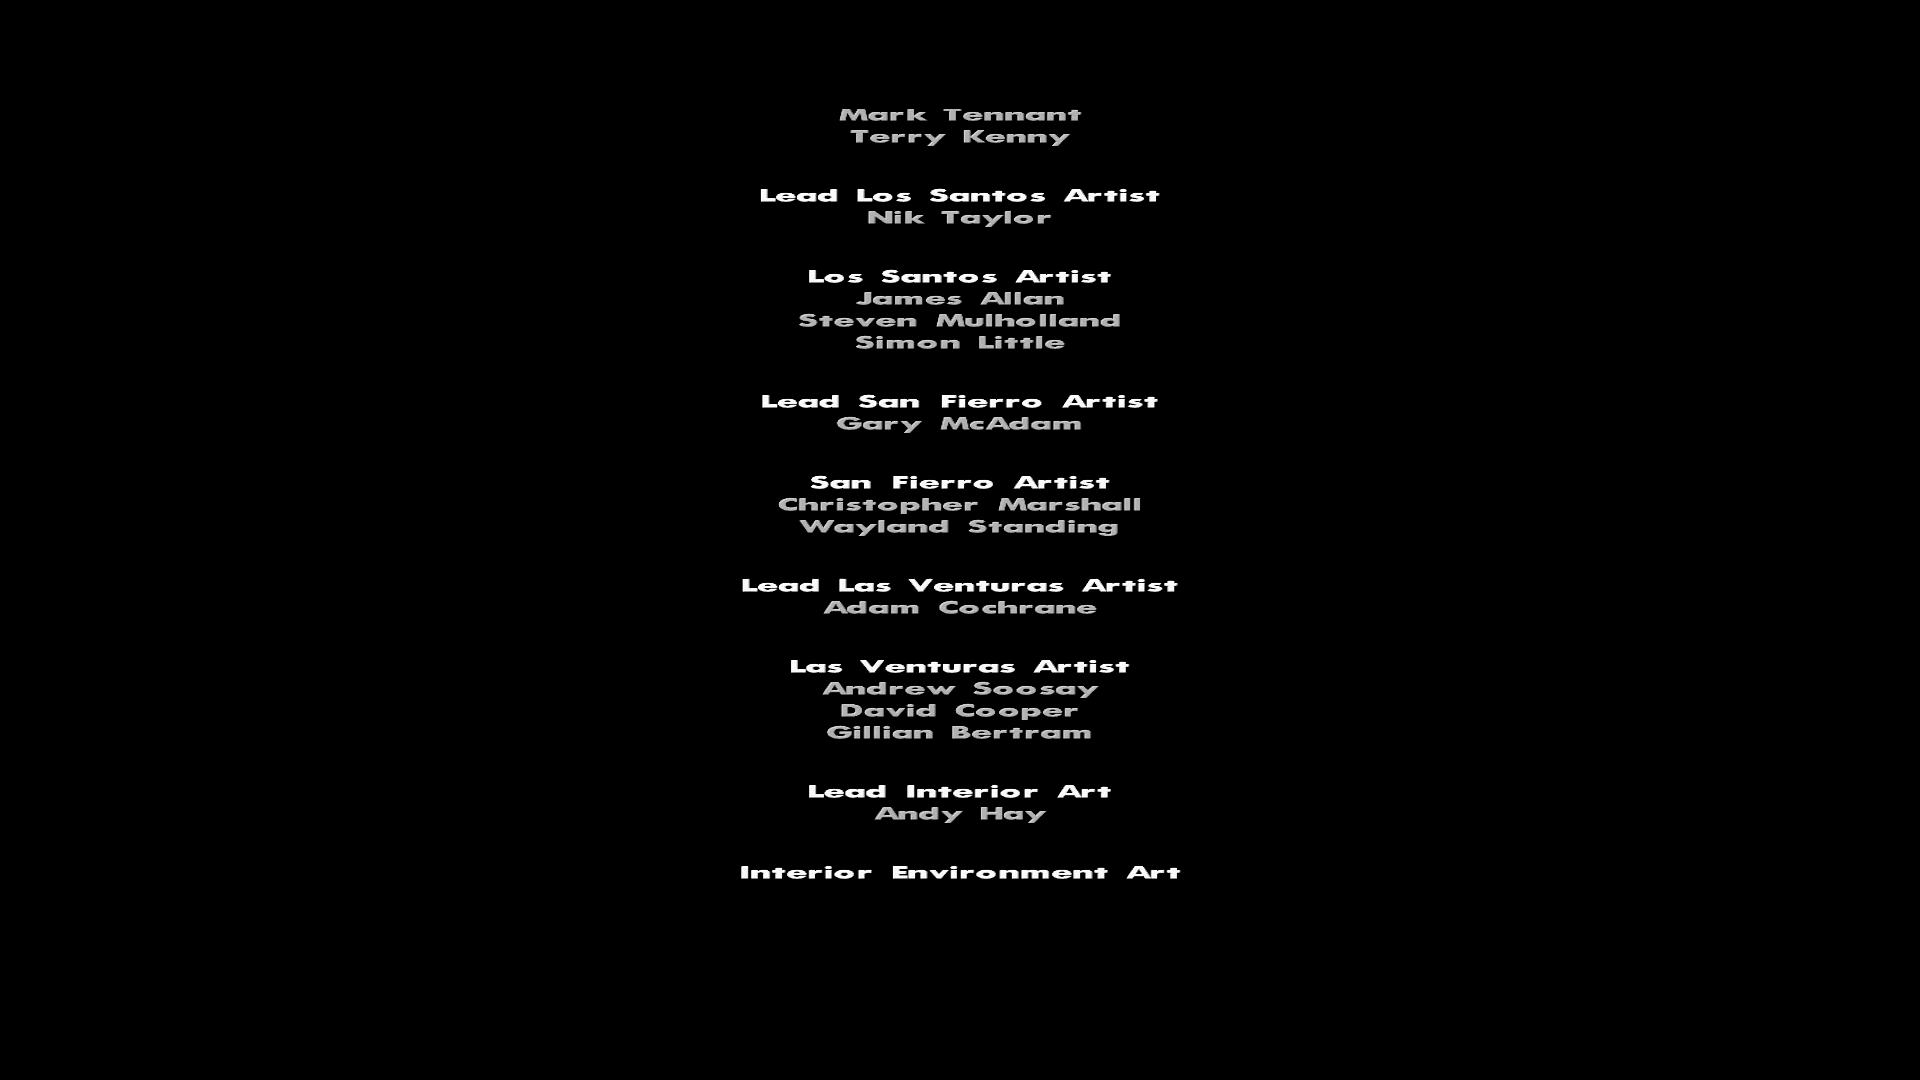 Mark Tennant
Terry Kenny
Lead Los Santos Artist
Nik Taylor
Los Santos Artist
James Allan
Steven Mulholland
Simon Little
Lead San Fierro Artist
Gary McAdam
San Fierro Artist
Christopher Marshall
Wayland Standing
Lead Las Venturas Artist
Adam Cochrane
Las Venturas Artist
Andrew Soosay
David Cooper
Gillian Bertram
Lead Interior Art
Andy Hay
Interior Environment Art